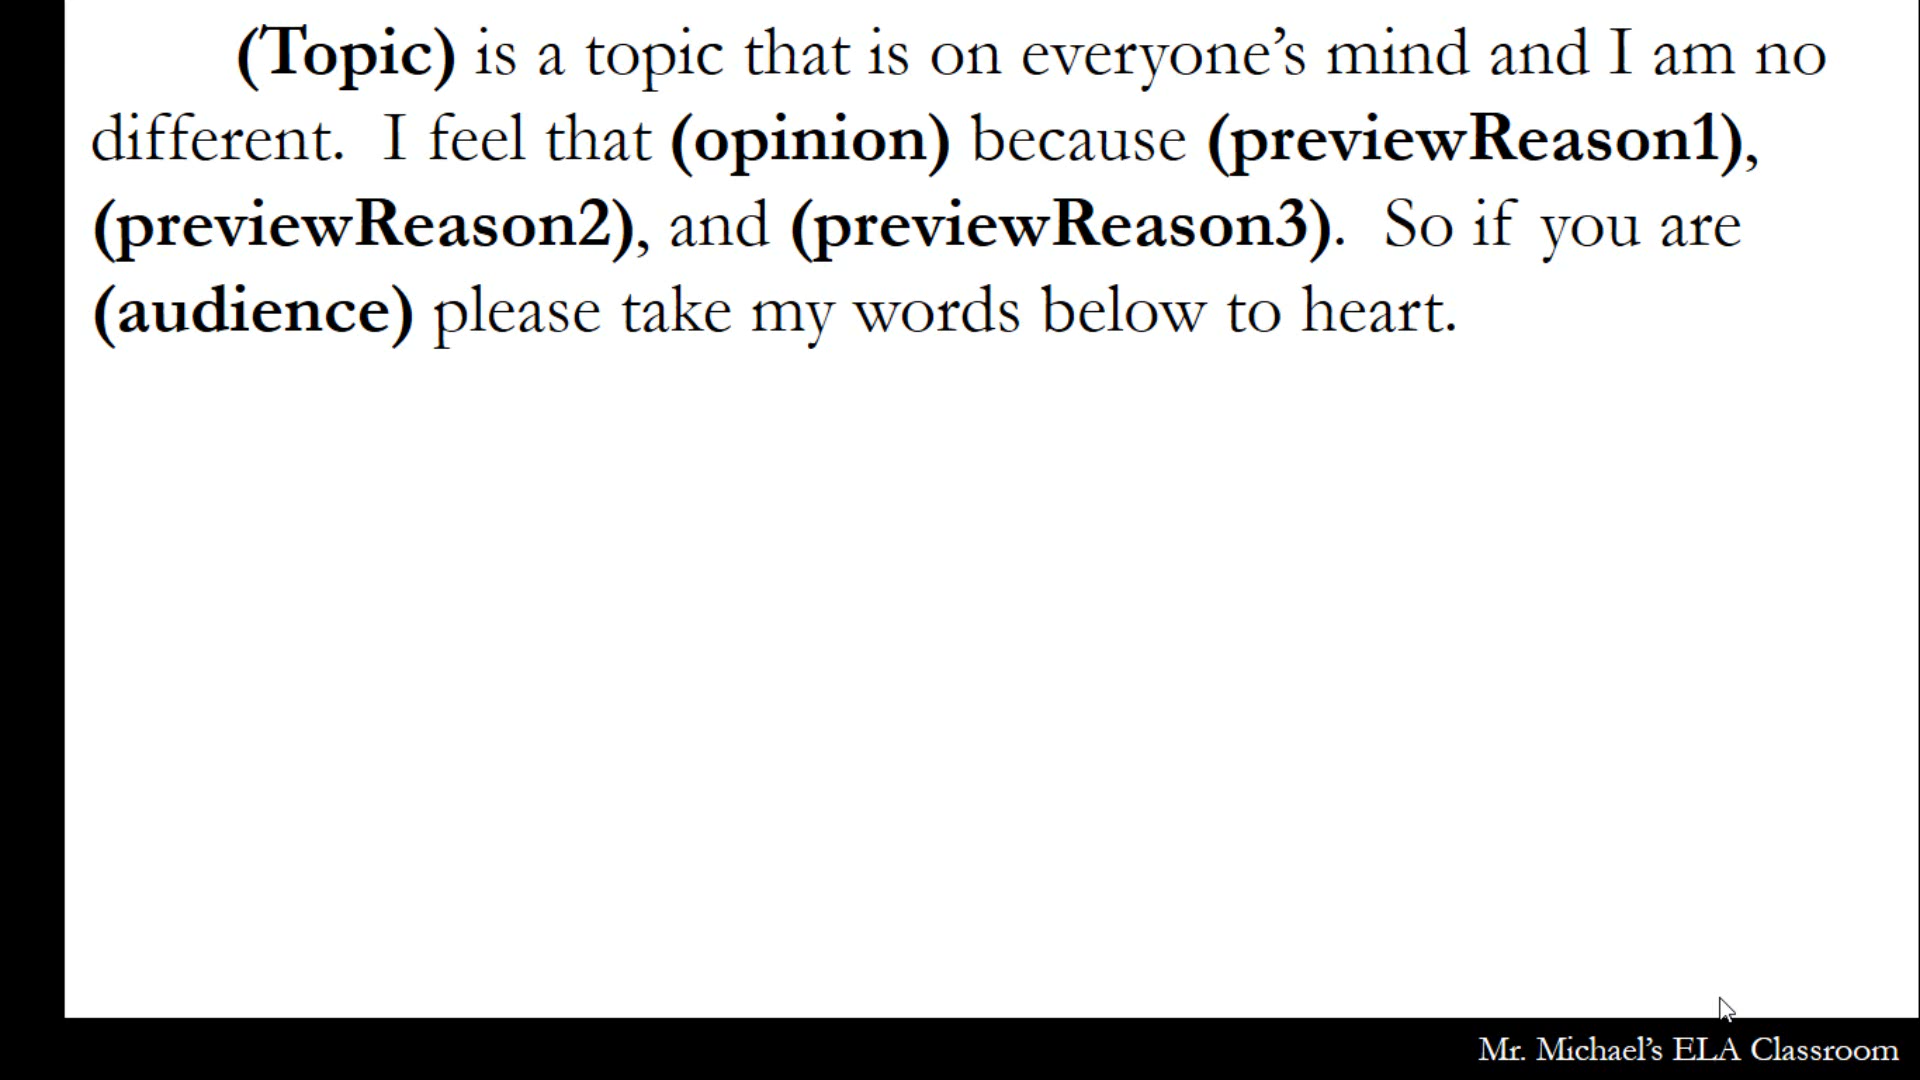 (Topic) is a topic that is on everyone’s mind and I am no
different.  I feel that (opinion) because (previewReason1),
(previewReason2), and (previewReason3).  So if you are
(audience) please take my words below to heart.
Mr. Michael’s ELA Classroom